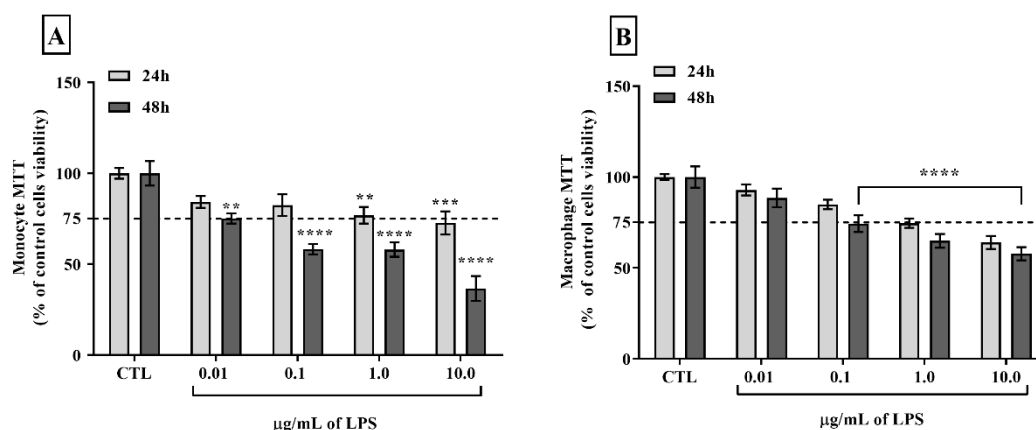 A
24h
48h
Monocyte MTT
(% of control cells viability)
150
100
75
50
0
**
****
**
****
***
****
CTL
0.01
0.1
1.0
10.0
µg/mL of LPS
B
24h
48h
Macrophage MTT
(% of control cells viability)
150
100
75
50
0
****
CTL
0.01
0.1
1.0
10.0
µg/mL of LPS